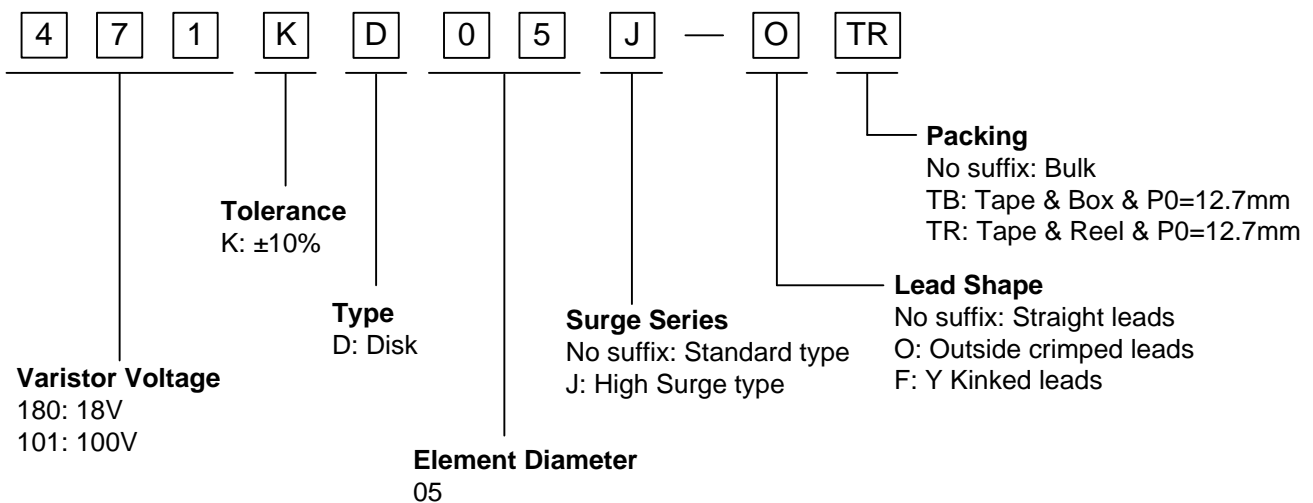 4 7 1 K D 0 5 J — O TR
Packing
No suffix: Bulk
TB: Tape & Box & P0=12.7mm
TR: Tape & Reel & P0=12.7mm
Tolerance
K: ±10%
Lead Shape
No suffix: Straight leads
O: Outside crimped leads
F: Y Kinked leads
Type
D: Disk
Surge Series
No suffix: Standard type
J: High Surge type
Varistor Voltage
180: 18V
101: 100V
Element Diameter
05